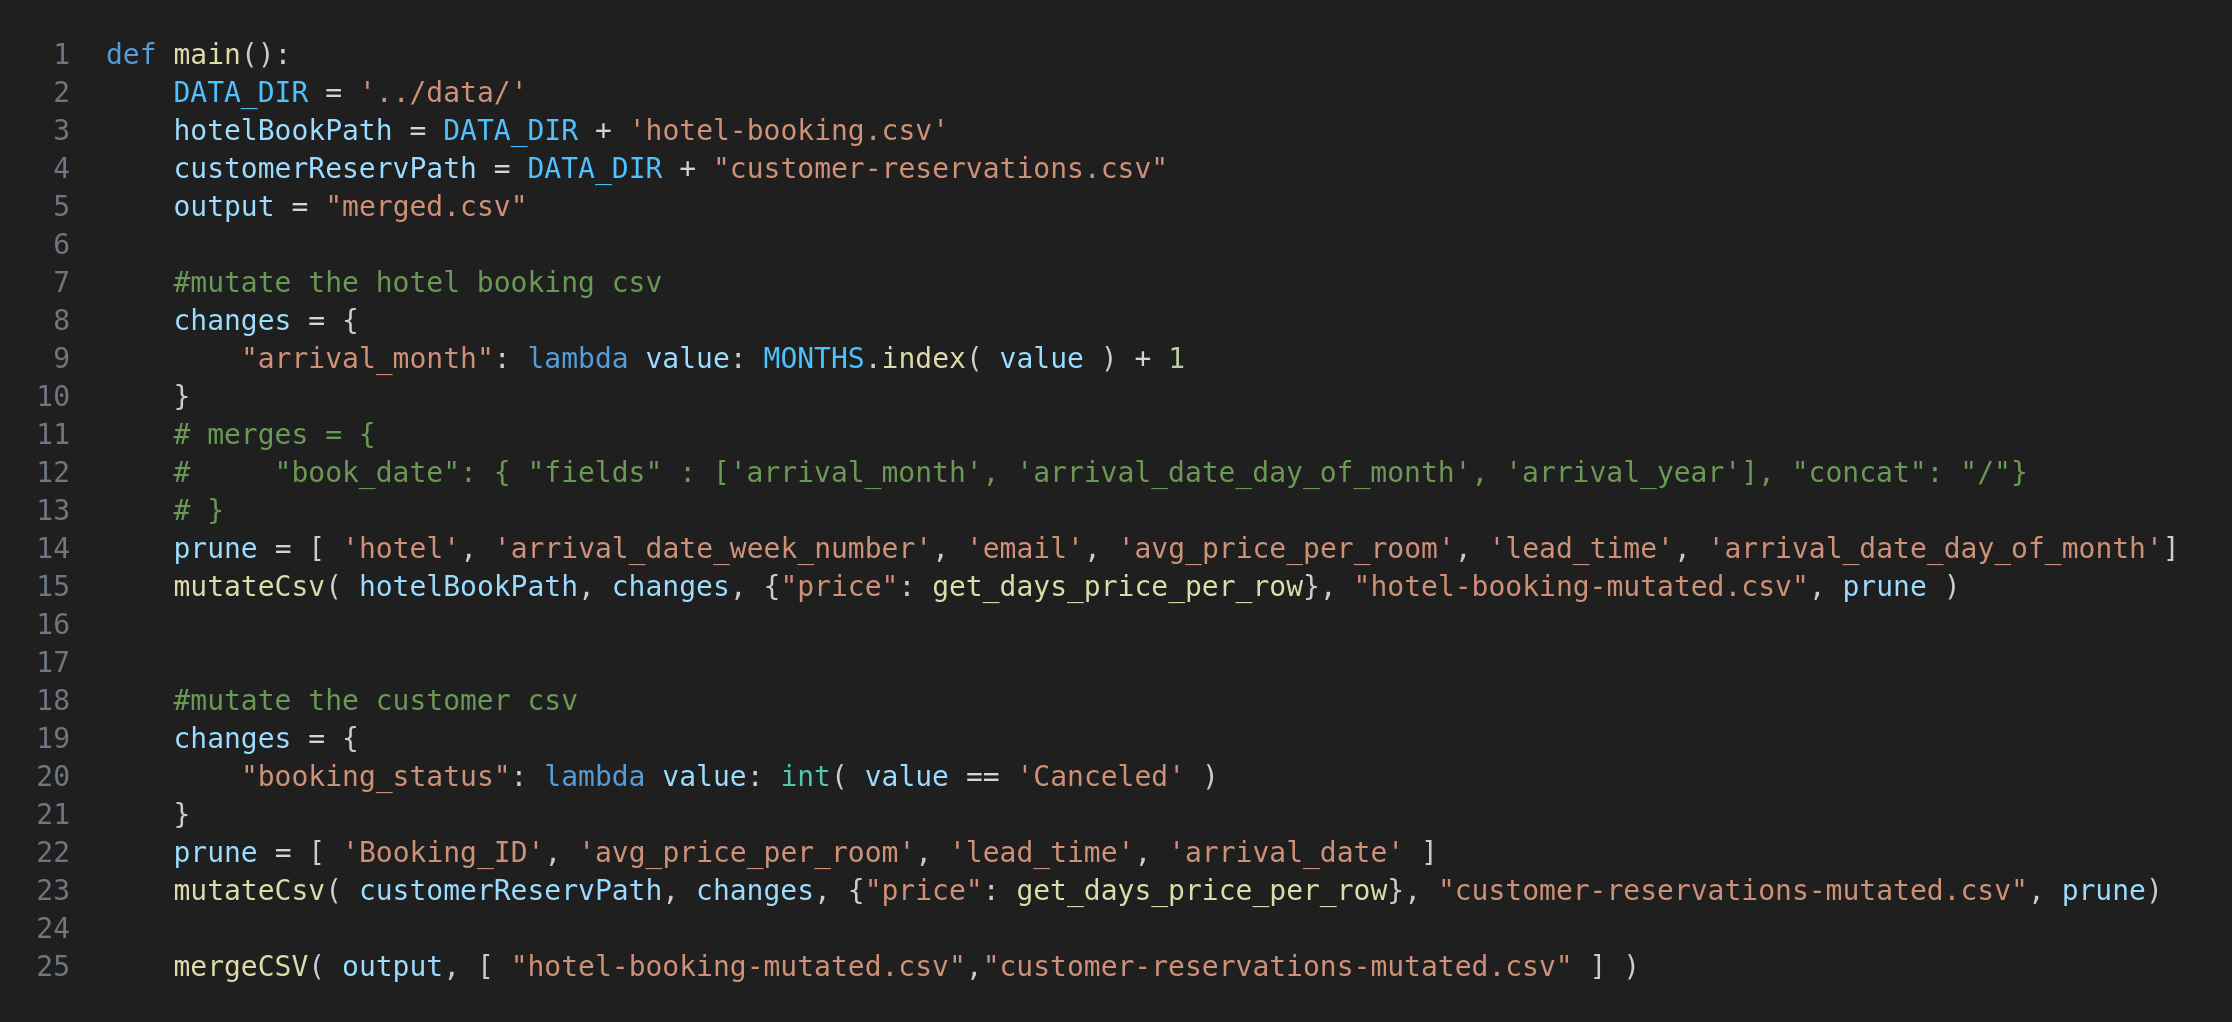 1 def main():
2     DATA_DIR = '../data/'
3     hotelBookPath = DATA_DIR + 'hotel-booking.csv'
4     customerReservPath = DATA_DIR + "customer-reservations.csv"
5     output = "merged.csv"
6
7     #mutate the hotel booking csv
8     changes = {
9         "arrival_month": lambda value: MONTHS.index( value ) + 1
10     }
11     # merges = {
12     #     "book_date": { "fields" : ['arrival_month', 'arrival_date_day_of_month', 'arrival_year'], "concat": "/"}
13     # }
14     prune = [ 'hotel', 'arrival_date_week_number', 'email', 'avg_price_per_room', 'lead_time', 'arrival_date_day_of_month']
15     mutateCsv( hotelBookPath, changes, {"price": get_days_price_per_row}, "hotel-booking-mutated.csv", prune )
16
17
18     #mutate the customer csv
19     changes = {
20         "booking_status": lambda value: int( value == 'Canceled' )
21     }
22     prune = [ 'Booking_ID', 'avg_price_per_room', 'lead_time', 'arrival_date' ]
23     mutateCsv( customerReservPath, changes, {"price": get_days_price_per_row}, "customer-reservations-mutated.csv", prune)
24
25     mergeCSV( output, [ "hotel-booking-mutated.csv","customer-reservations-mutated.csv" ] )